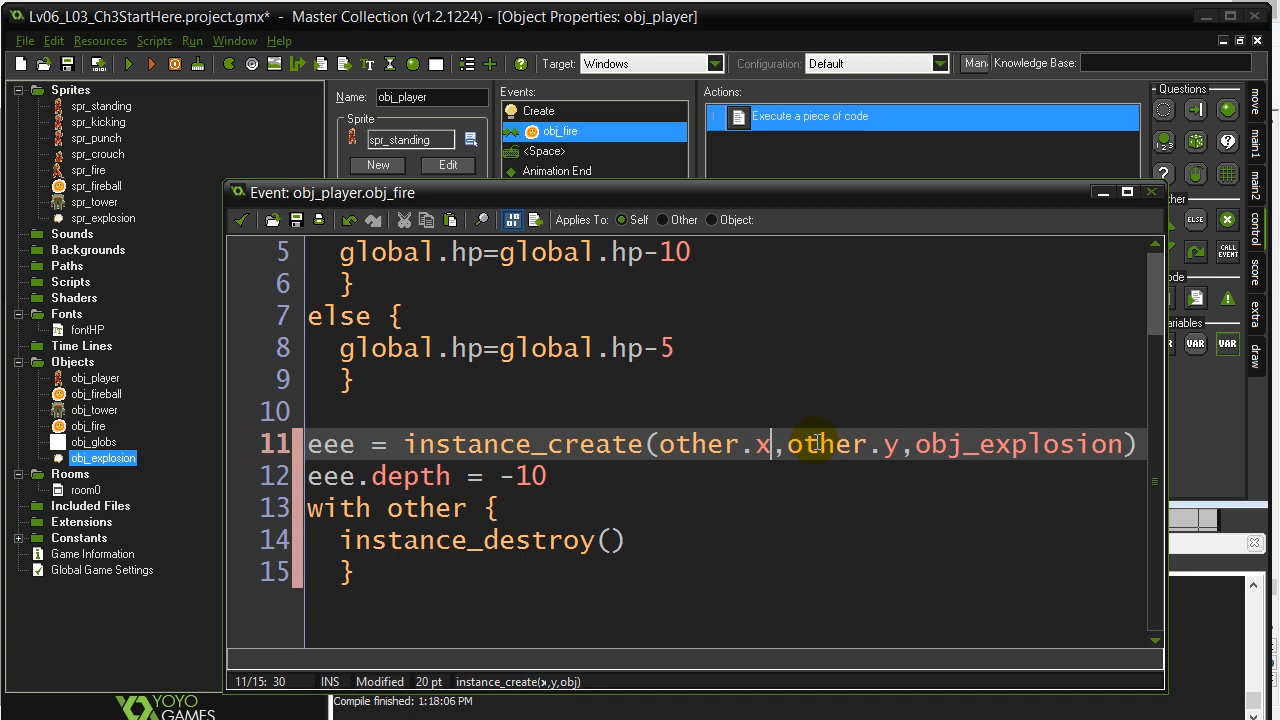 Lv06_L03_Ch3StartHere.project.gmx* - Master Collection (v1.2.1224) - [Object Properties: obj_player]
File Edit Resources Scripts Run Window Help
Target: Windows Configuration: Default Man Knowledge Base:
Sprites
spr_standing
spr_kicking
spr_punch
spr_crouch
spr_fire
spr_fireball
spr_tower
spr_explosion
Sounds
Backgrounds
Paths
Scripts
Shaders
Fonts
fontHP
Time Lines
Objects
obj_player
obj_fireball
obj_tower
obj_fire
obj_globs
obj_explosion
Rooms
room0
Included Files
Extensions
Constants
Game Information
Global Game Settings
YOYO
GAMES
Name: obj_player
Sprite
spr_standing
New Edit
Events:
Create
obj_fire
<Space>
Animation End
Actions:
Execute a piece of code
Questions
ELSE
CALL
EVENT
VAR VAR
move
main1
main2
control
score
extra
draw
Event: obj_player.obj_fire
Applies To: Self Other Object:
5 global.hp=global.hp-10
6 }
7 else {
8 global.hp=global.hp-5
9 }
10
11 eee = instance_create(other.x,other.y,obj_explosion)
12 eee.depth = -10
13 with other {
14 instance_destroy()
15 }
11/15: 30 INS Modified 20 pt instance_create(x,y,obj)
Compile finished: 1:18:06 PM